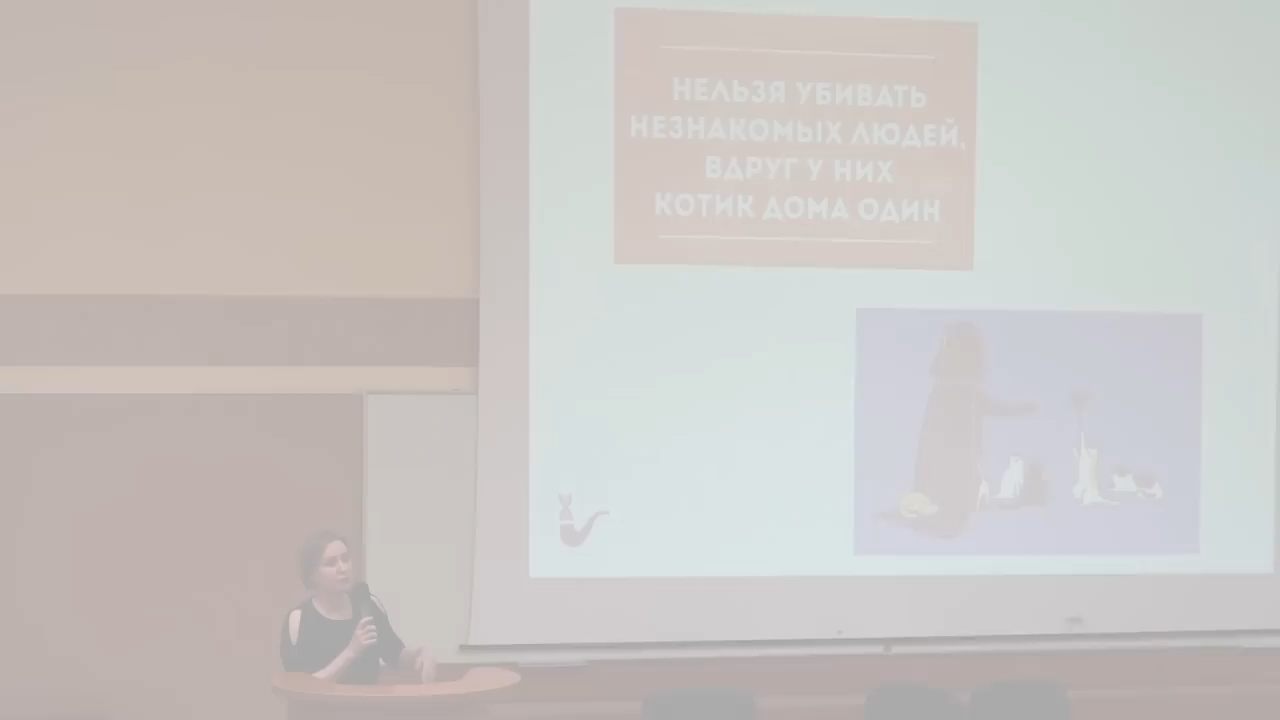 НЕЛЬЗЯ УБИВАТЬ
НЕЗНАКОМЫХ ЛЮДЕЙ,
ВДРУГ У НИХ
КОТИК ДОМА ОДИН